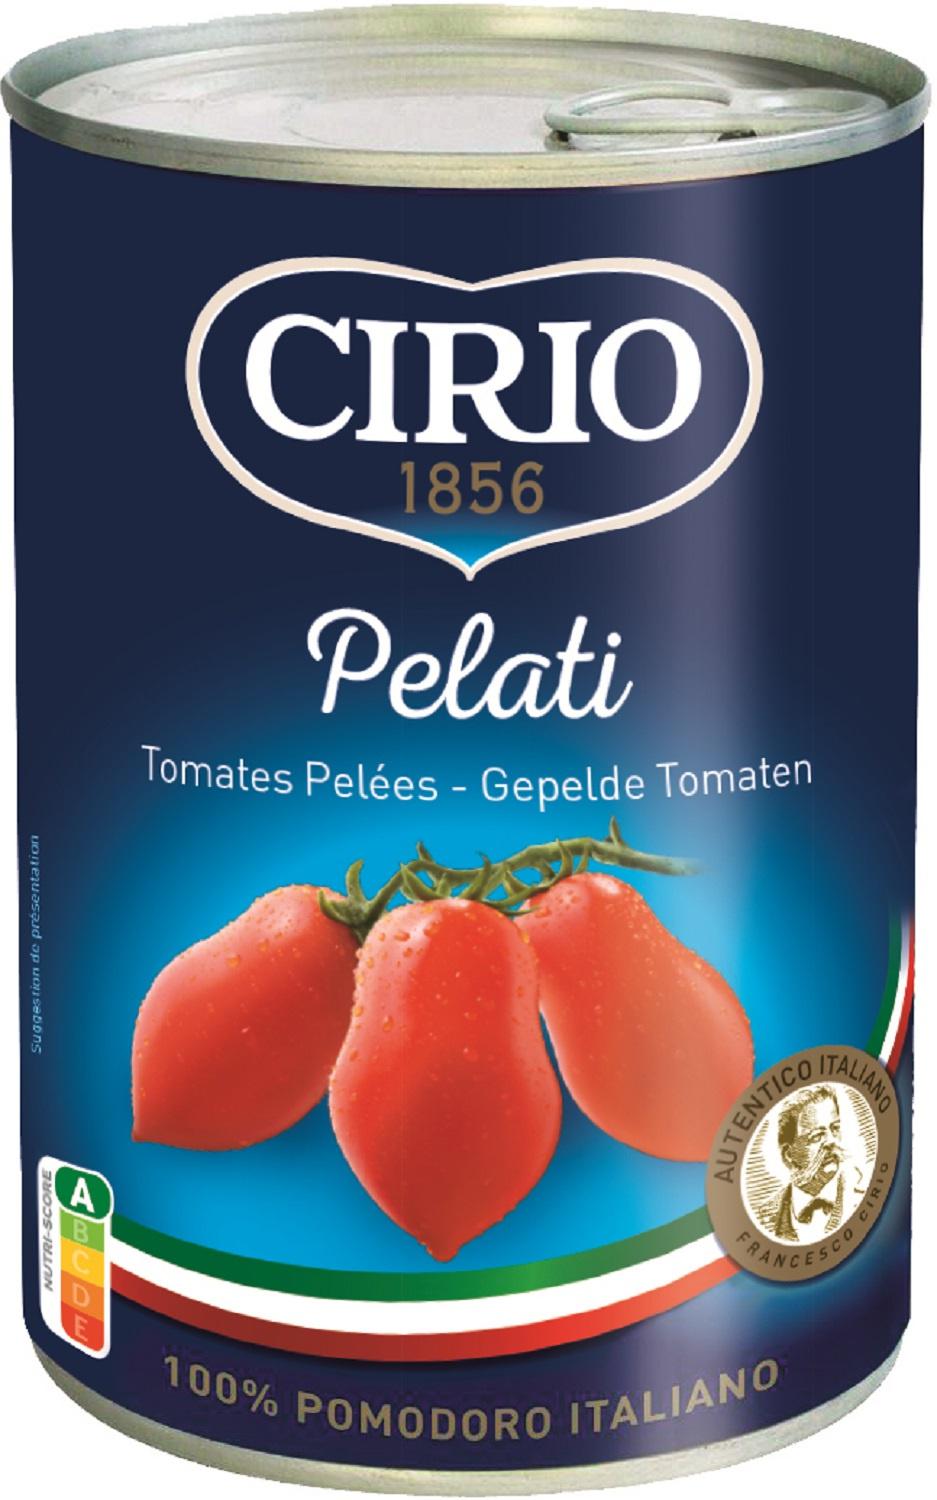 CIRIO
1856
Pelati
Tomates Pelées - Gepelde Tomaten
Suggestion de présentation
AUTENTICO ITALIANO
FRANCESCO CIRIO
NUTRI-SCORE
A
B
C
D
E
100% POMODORO ITALIANO